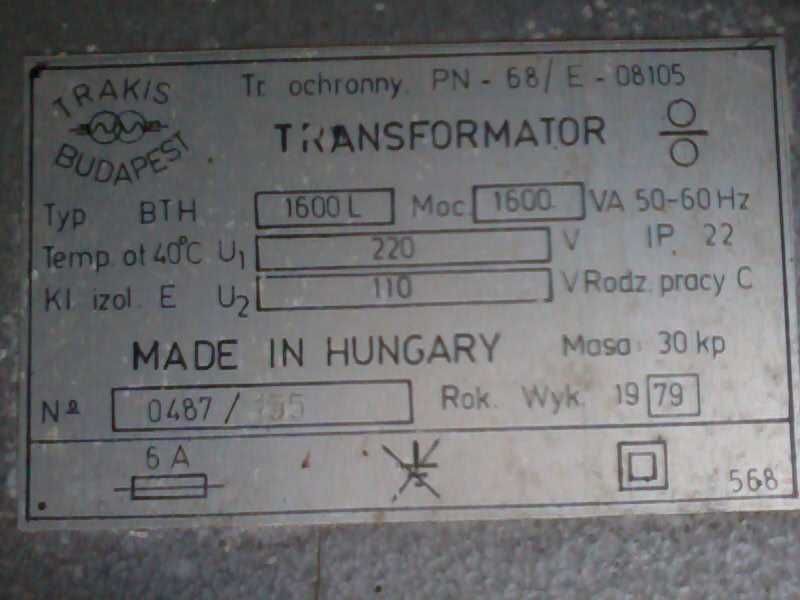 TRAKIS
BUDAPEST
Tr. ochronny. PN - 68/ E - 08105
TRANSFORMATOR
Typ BTH 1600 L Moc 1600 VA 50-60 Hz
Temp. ot 40°C U1 220 V IP. 22
Kl izol. E U2 110 V Rodz. pracy C
MADE IN HUNGARY Masa 30 kp
№ 0487/155 Rok. Wyk. 1979
6 A
568